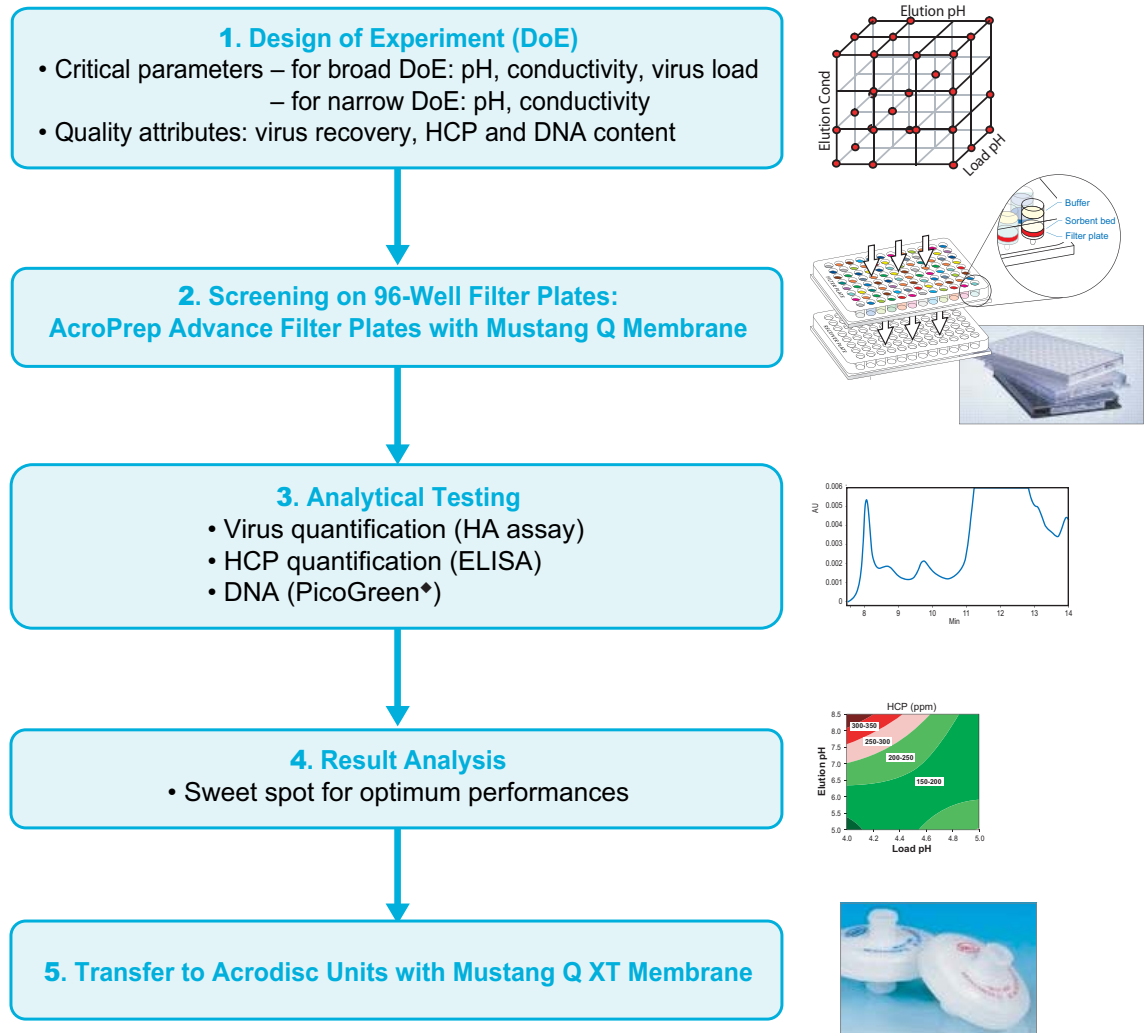 1. Design of Experiment (DoE)
• Critical parameters – for broad DoE: pH, conductivity, virus load
– for narrow DoE: pH, conductivity
• Quality attributes: virus recovery, HCP and DNA content
Elution pH
Elution Cond
Load pH
2. Screening on 96-Well Filter Plates:
AcroPrep Advance Filter Plates with Mustang Q Membrane
Buffer
Sorbent bed
Filter plate
3. Analytical Testing
• Virus quantification (HA assay)
• HCP quantification (ELISA)
• DNA (PicoGreen◆)
AU
0.006
0.005
0.004
0.003
0.002
0.001
0
8 9 10 11 12 13 14
Min
4. Result Analysis
• Sweet spot for optimum performances
HCP (ppm)
Elution pH
8.5
8.0
7.5
7.0
6.5
6.0
5.5
5.0
300-350
250-300
200-250
150-200
4.0 4.2 4.4 4.6 4.8 5.0
Load pH
5. Transfer to Acrodisc Units with Mustang Q XT Membrane